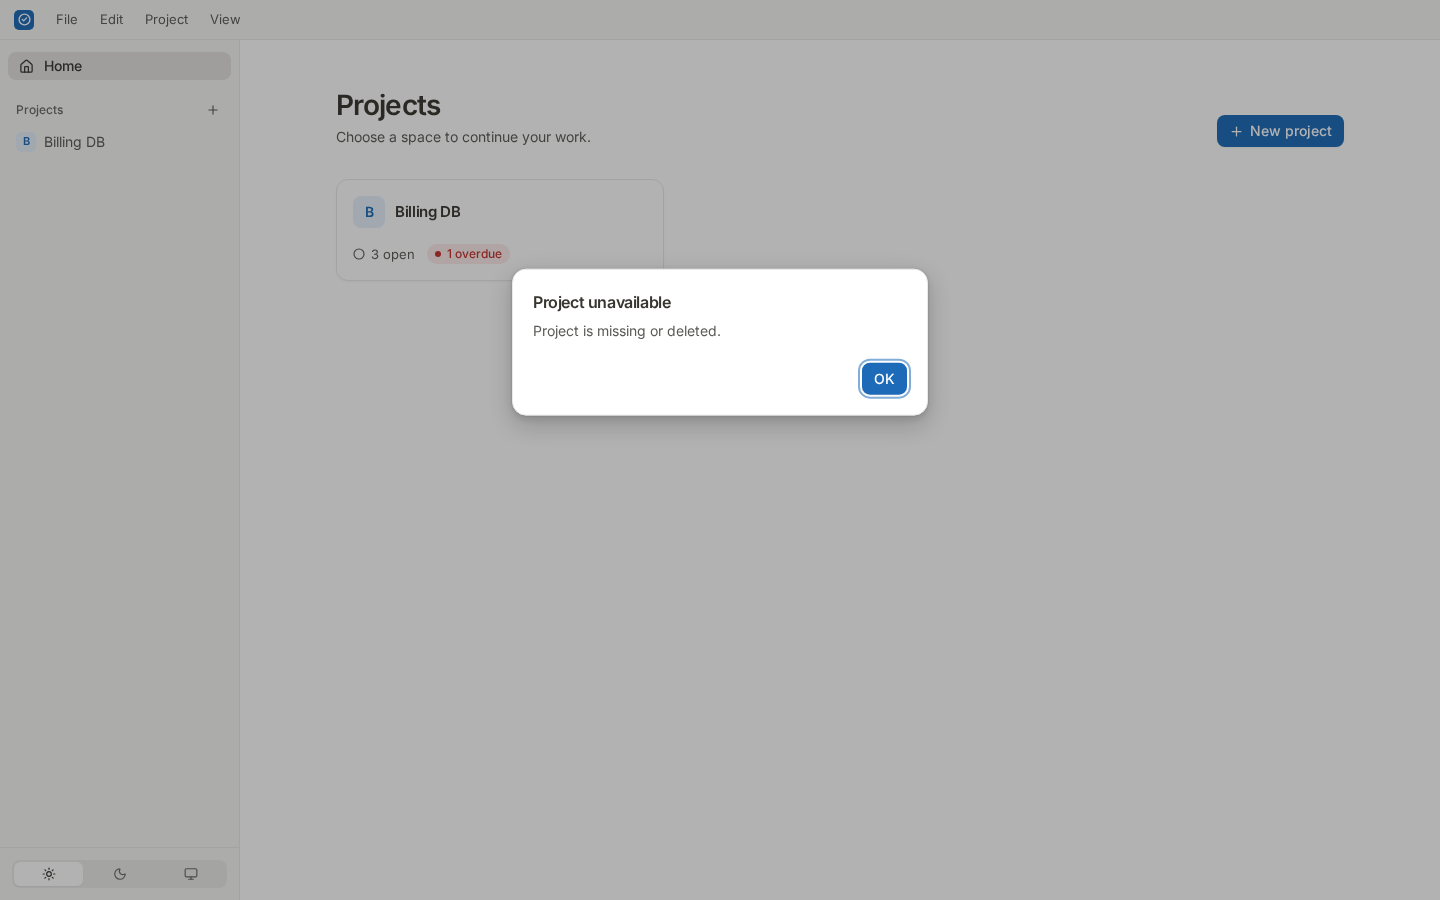 File Edit Project View
Home
Projects
B Billing DB
Projects
Choose a space to continue your work.
New project
B Billing DB
3 open 1 overdue
Project unavailable
Project is missing or deleted.
OK